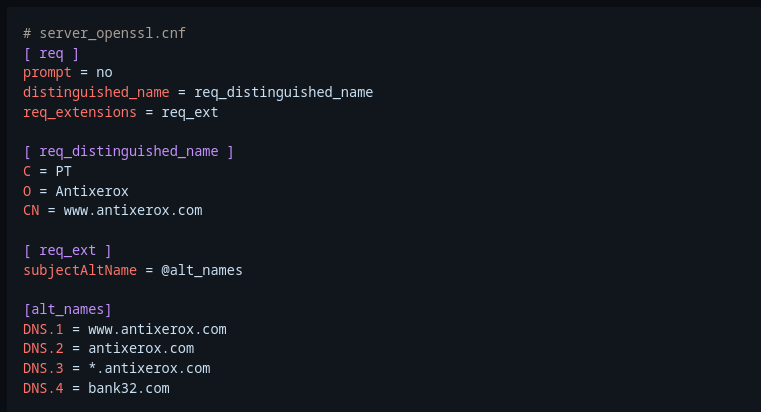 # server_openssl.cnf
[ req ]
prompt = no
distinguished_name = req_distinguished_name
req_extensions = req_ext
[ req_distinguished_name ]
C = PT
O = Antixerox
CN = www.antixerox.com
[ req_ext ]
subjectAltName = @alt_names
[alt_names]
DNS.1 = www.antixerox.com
DNS.2 = antixerox.com
DNS.3 = *.antixerox.com
DNS.4 = bank32.com